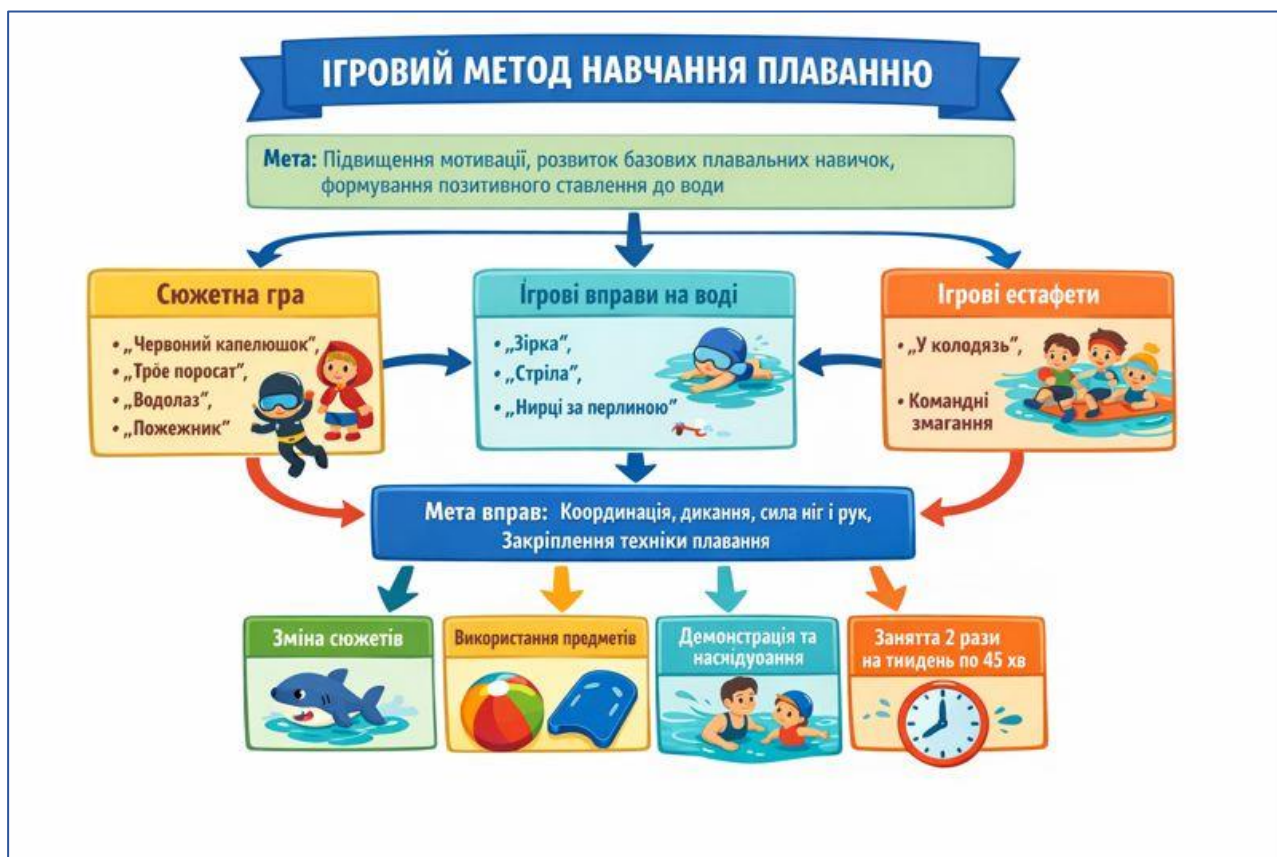 ІГРОВИЙ МЕТОД НАВЧАННЯ ПЛАВАННЮ
Мета: Підвищення мотивації, розвиток базових плавальних навичок,
формування позитивного ставлення до води
Сюжетна гра
• „Червоний капелюшок",
• „Трӧе поросат",
• „Водолаз",
• „Пожежник"
Ігрові вправи на воді
• „Зірка",
• „Стріла",
• „Нирці за перлиною"
Ігрові естафети
• „У колодязь",
• Командні
змагання
Мета вправ: Координація, дикання, сила ніг і рук,
Закріплення техніки плавання
Зміна сюжетів
Використання предметів
Демонстрація та
наснідуоання
Занятта 2 рази
на тниdень по 45 хв